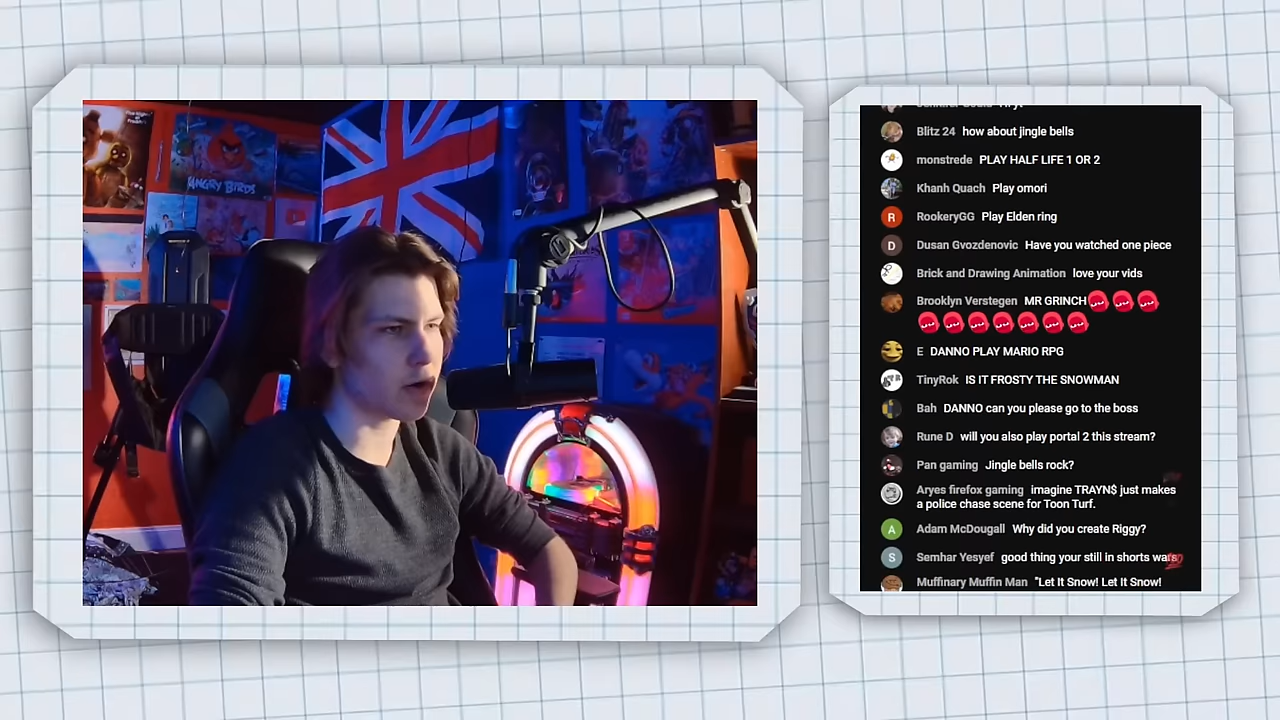 ANGRY BIRDS
Blitz 24 how about jingle bells
monstrede PLAY HALF LIFE 1 OR 2
Khanh Quach Play omori
RookeryGG Play Elden ring
Dusan Gvozdenovic Have you watched one piece
Brick and Drawing Animation love your vids
Brooklyn Verstegen MR GRINCH
E DANNO PLAY MARIO RPG
TinyRok IS IT FROSTY THE SNOWMAN
Bah DANNO can you please go to the boss
Rune D will you also play portal 2 this stream?
Pan gaming Jingle bells rock?
Aryes firefox gaming imagine TRAYN$ just makes
a police chase scene for Toon Turf.
Adam McDougall Why did you create Riggy?
Semhar Yesyef good thing your still in shorts wars
Muffinary Muffin Man "Let It Snow! Let It Snow!
R
D
A
S